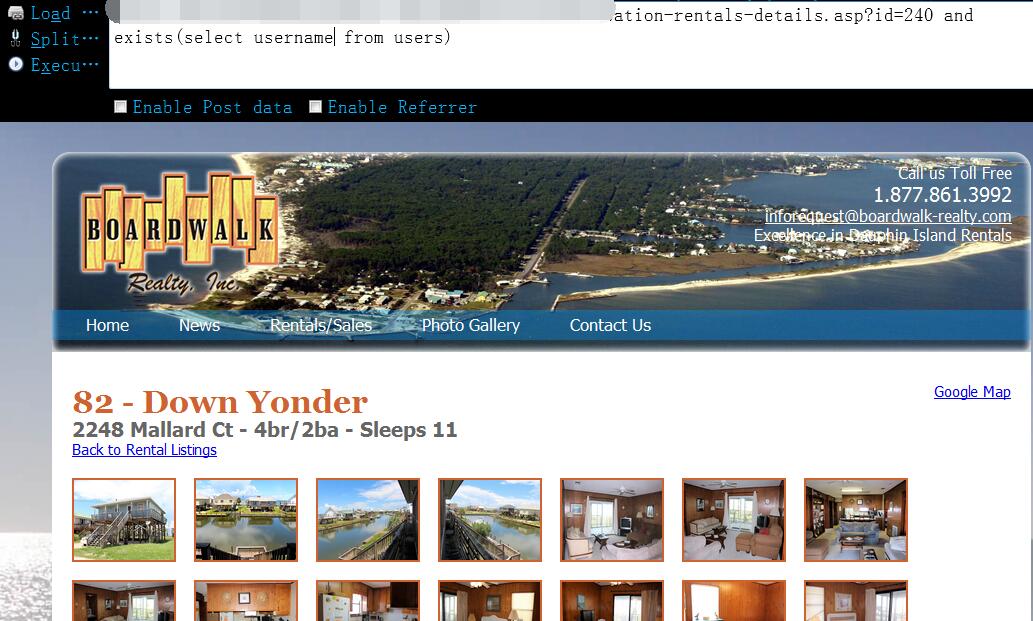 Load ···
Split···
Execu···
ation-rentals-details.asp?id=240 and
exists(select username from users)
Enable Post data
Enable Referrer
BOARDWALK
Realty, Inc.
Call us Toll Free
1.877.861.3992
inforequest@boardwalk-realty.com
Excellence in Dauphin Island Rentals
Home
News
Rentals/Sales
Photo Gallery
Contact Us
82 - Down Yonder
Google Map
2248 Mallard Ct - 4br/2ba - Sleeps 11
Back to Rental Listings